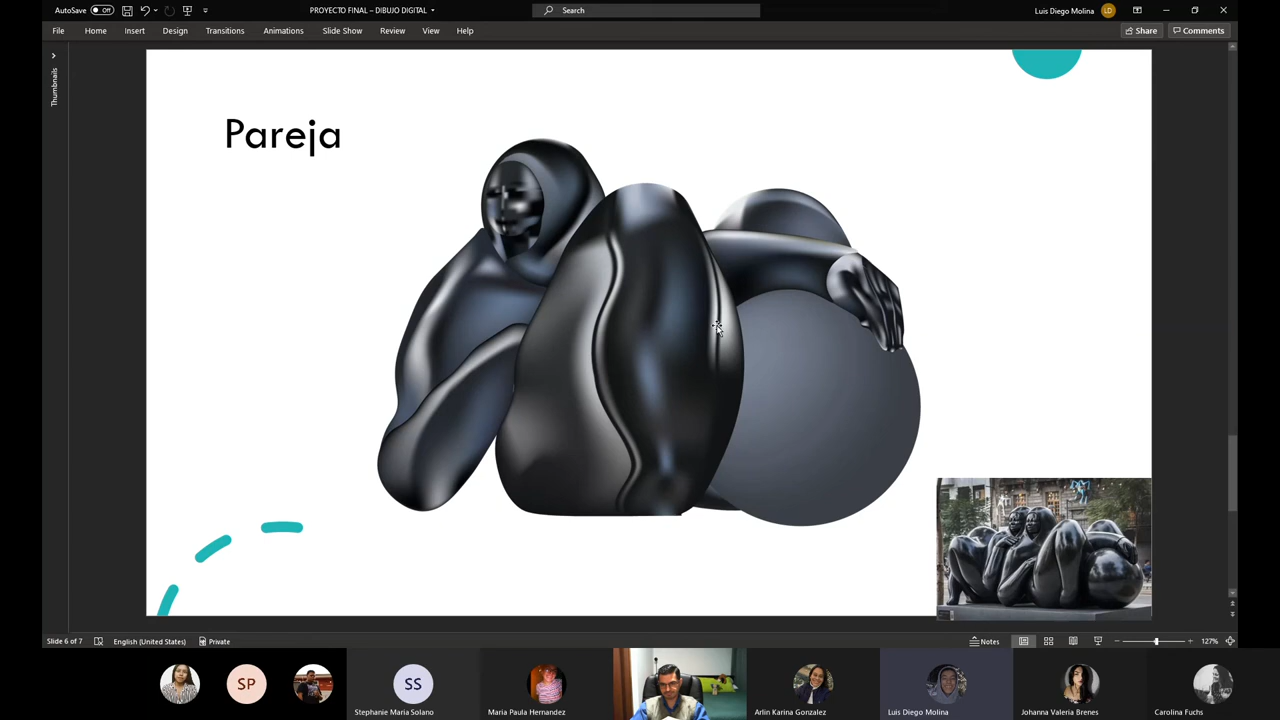 AutoSave Off
PROYECTO FINAL – DIBUJO DIGITAL
Search
Luis Diego Molina
LD
File Home Insert Design Transitions Animations Slide Show Review View Help
Share Comments
Thumbnails
Pareja
Slide 6 of 7 English (United States) Private
Notes
127%
SP
SS
Stephanie Maria Solano
Maria Paula Hernandez
Arlin Karina Gonzalez
Luis Diego Molina
Johanna Valeria Brenes
Carolina Fuchs